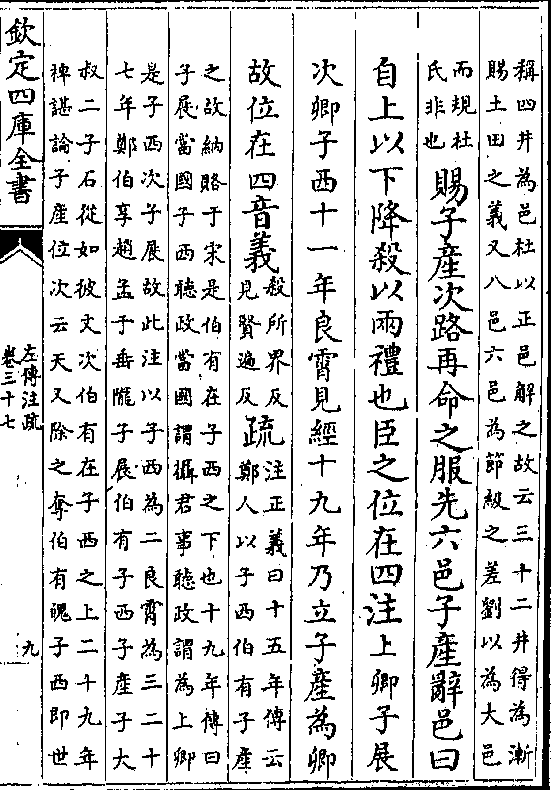 稱四井為邑杜以正邑解之故云三十二井得為漸
賜土田之義又八邑六邑為節級之差劉以為大邑
而規杜
氏非也
賜子產次路再命之服先六邑子產辭邑曰
自上以下降殺以兩禮也臣之位在四注上卿子展
次卿子西十一年良霄見經十九年乃立子產為卿
故位在四音義
殺所界反
見賢遍反
疏
注正義曰十五年傳云
鄭人以子西伯有子產
之故納賂于宋是伯有在子西之下也十九年傳曰
子展當國子西聽政當國謂攝君事聽政謂為上卿
是子西次子展故此注以子西為二良霄為三二十
七年鄭伯享趙孟于垂隴子展伯有子西子產子大
叔二子石從如彼文次伯有在子西之上二十九年
裨諶論子產位次云天又除之奪伯有魄子西即世
欽定四庫全書
左傳注疏
卷三十七
九